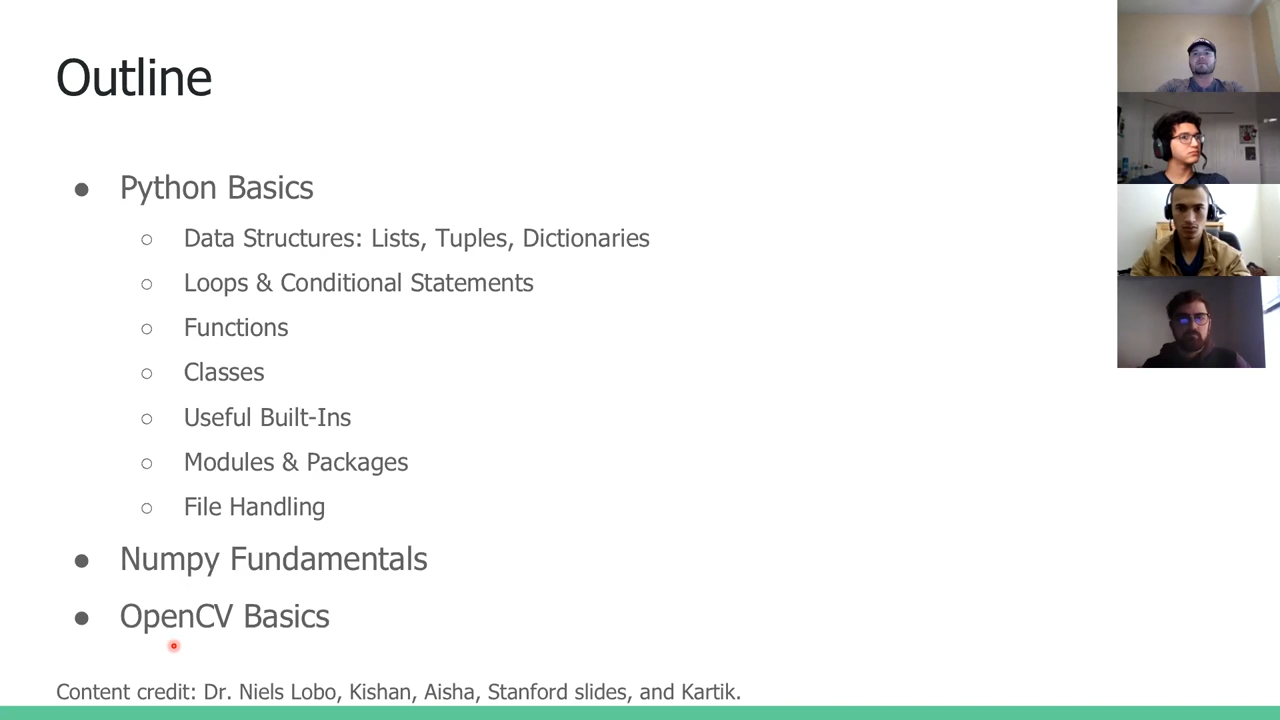 Outline
● Python Basics
○ Data Structures: Lists, Tuples, Dictionaries
○ Loops & Conditional Statements
○ Functions
○ Classes
○ Useful Built-Ins
○ Modules & Packages
○ File Handling
● Numpy Fundamentals
● OpenCV Basics
Content credit: Dr. Niels Lobo, Kishan, Aisha, Stanford slides, and Kartik.